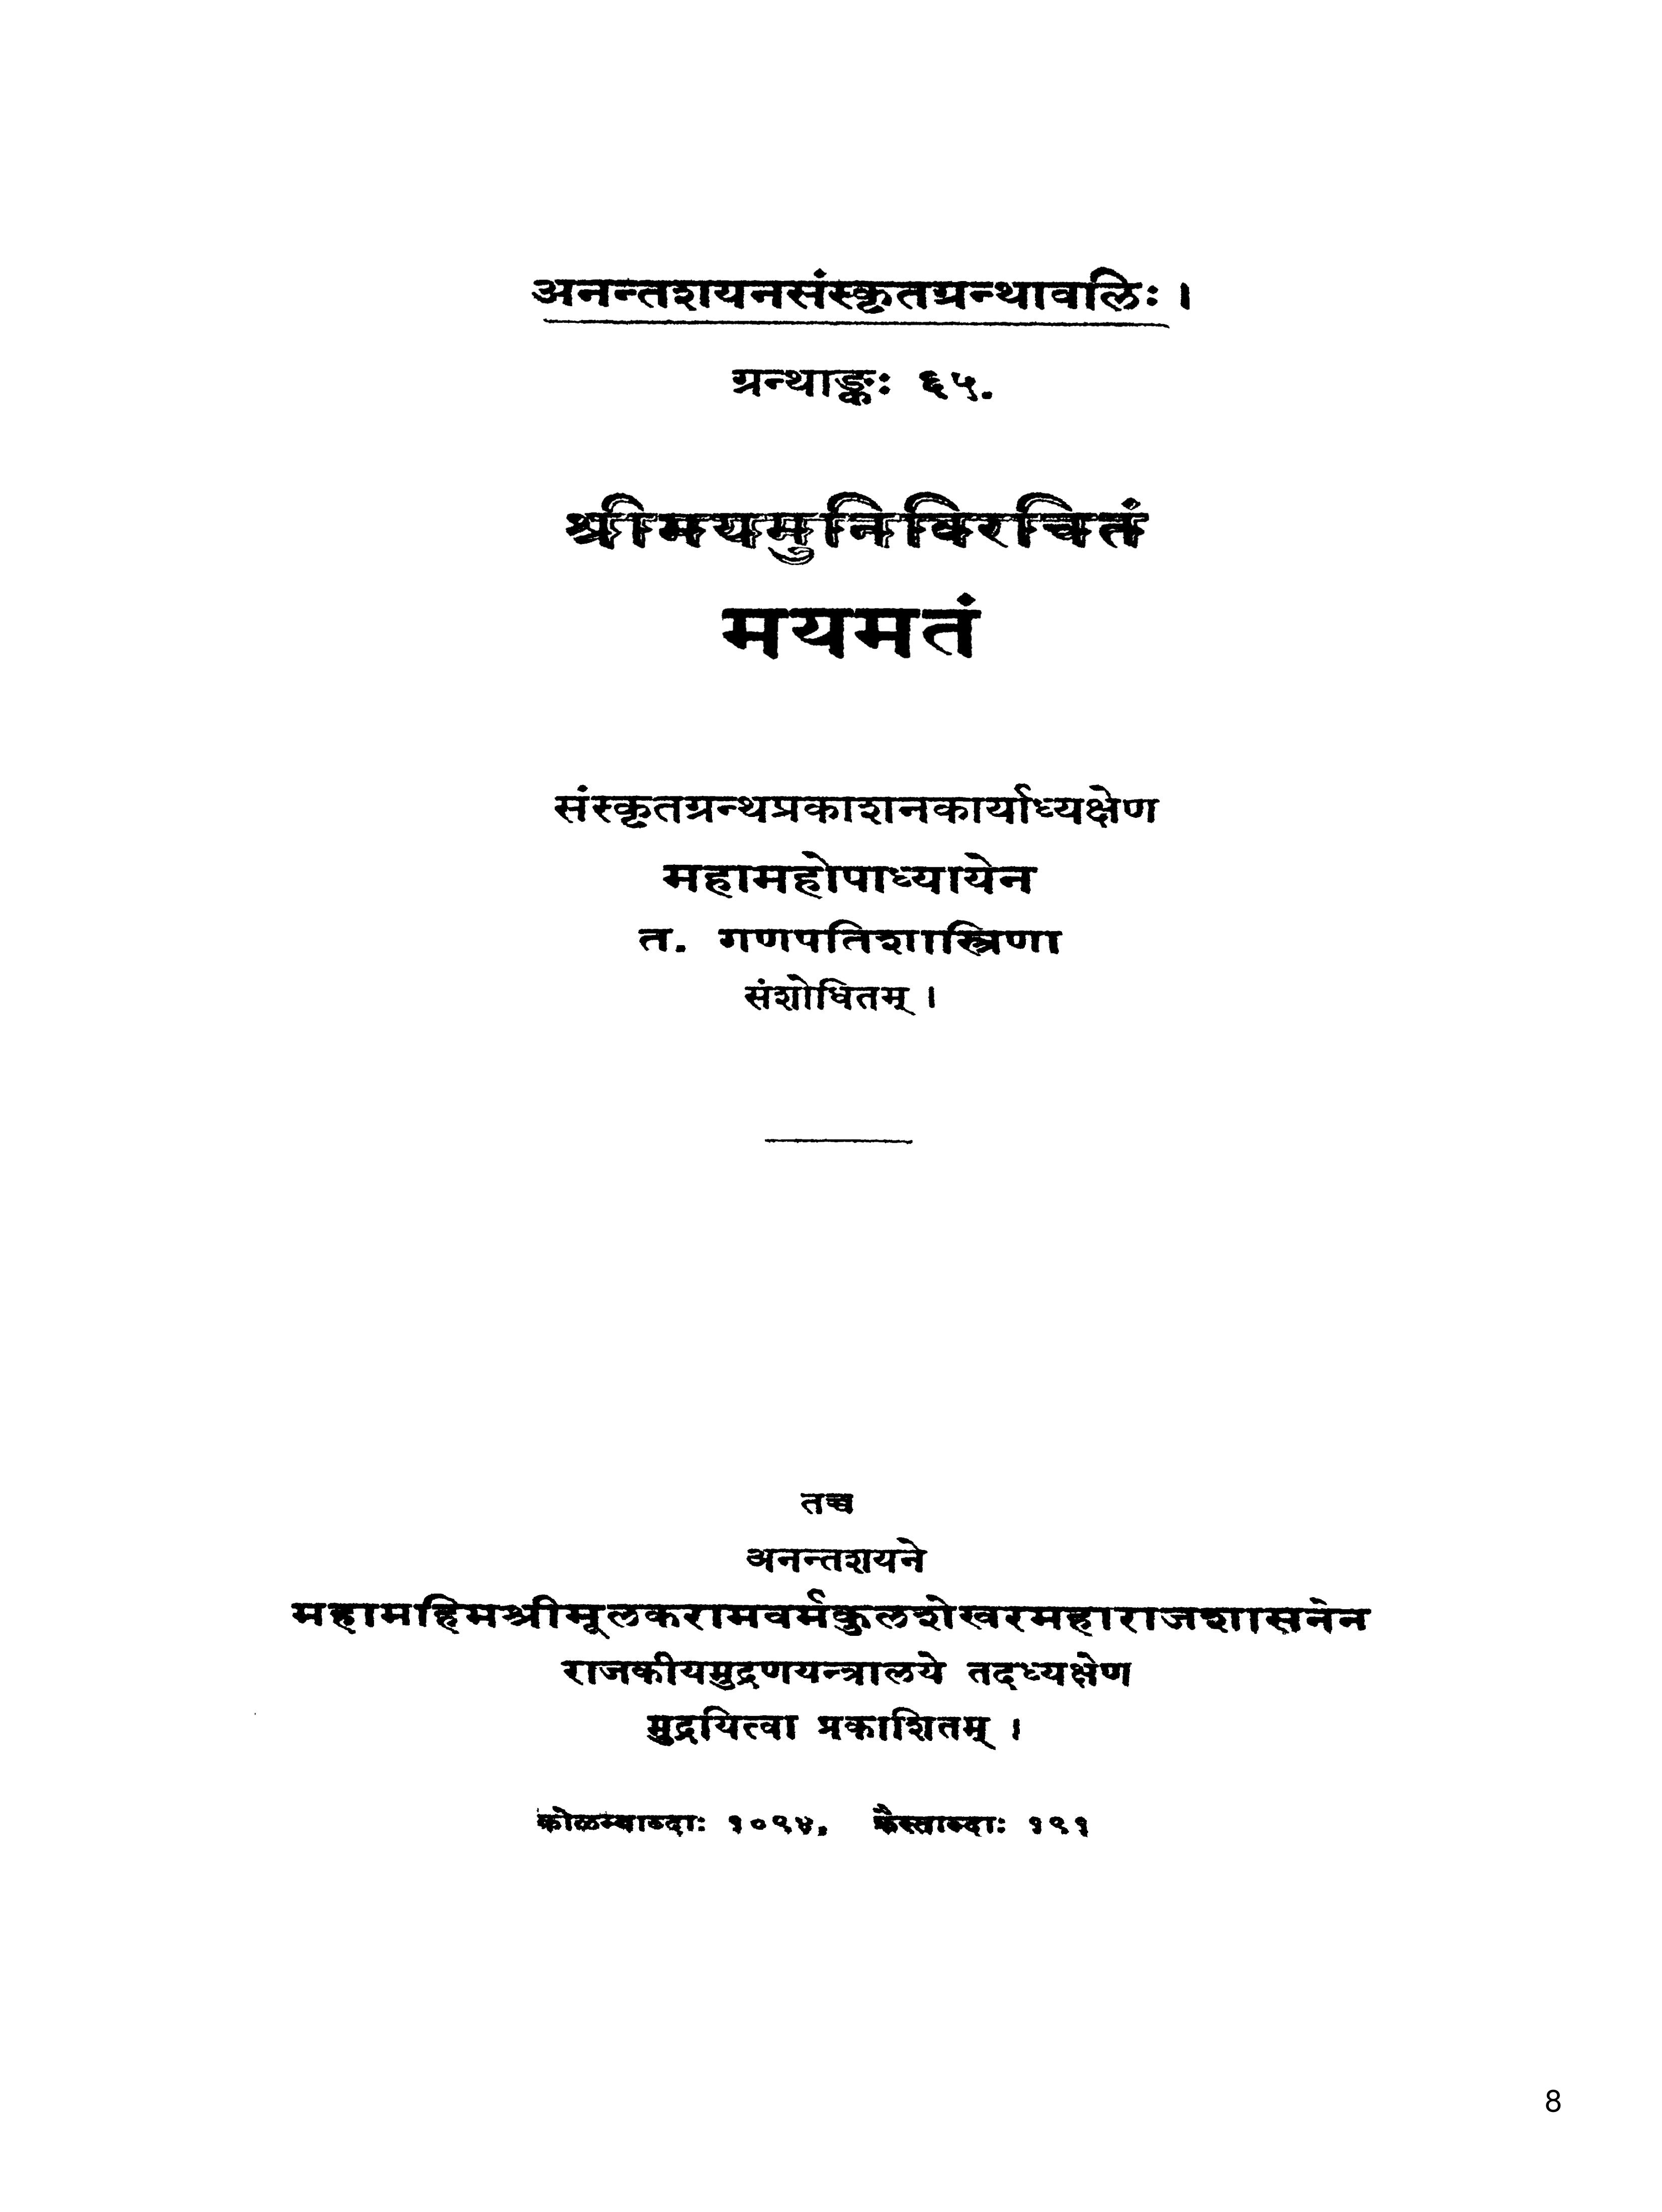 अनन्तशयनसंस्कृतग्रन्थावलिः ।
ग्रन्थाङ्कः ६५.
श्रीमयमुनिविरचितं
मयमतं
संस्कृतग्रन्थप्रकाशनकार्याध्यक्षेण
महामहोपाध्यायेन
त. गणपतिशास्त्रिणा
संशोधितम् ।
तच्च
अनन्तशयने
महामहिमश्रीमूलकरामवर्मकुलशेखरमहाराजशासनेन
राजकीयमुद्रणयन्त्रालये तदध्यक्षेण
मुद्रयित्वा प्रकाशितम् ।
कोळम्बाब्दाः १०९४, क्रैस्ताब्दाः १९१
8